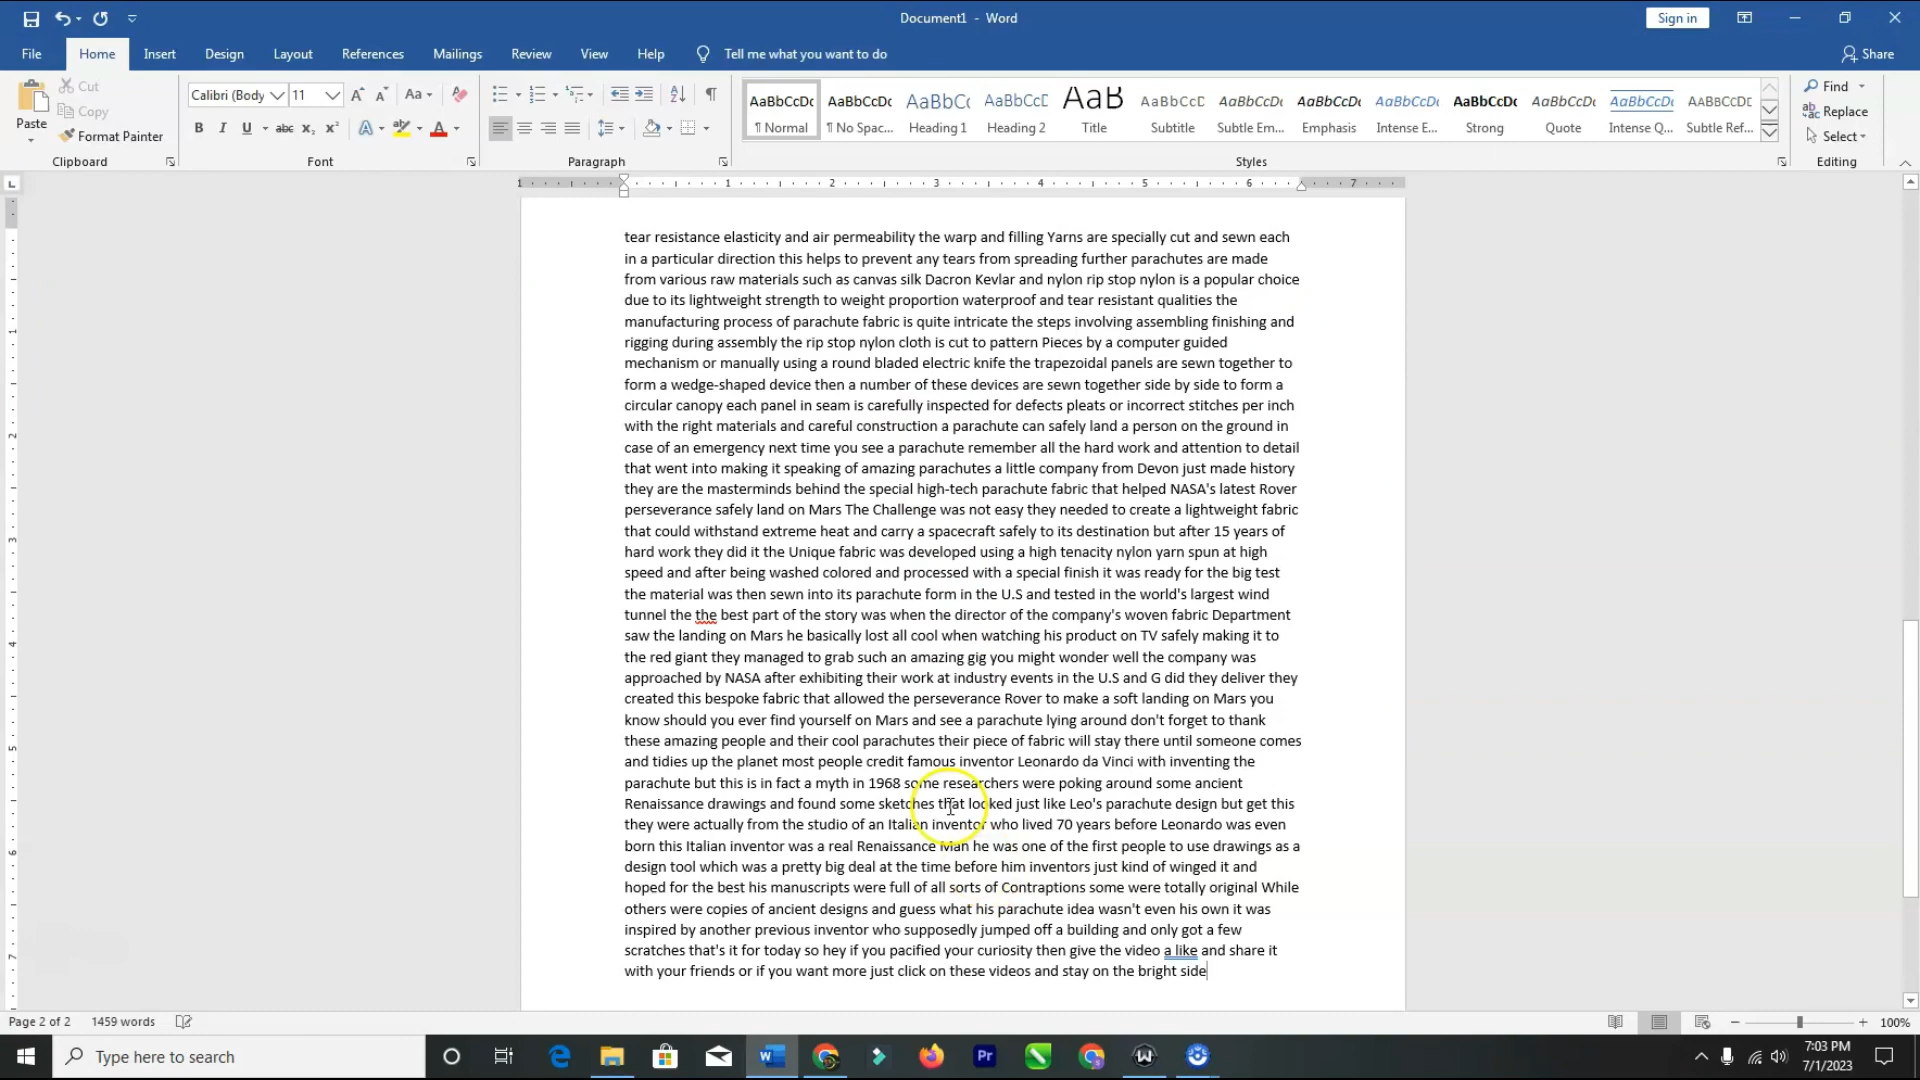 Document1 - Word
Sign in
File Home Insert Design Layout References Mailings Review View Help Tell me what you want to do Share
Paste
Cut
Copy
Format Painter
Clipboard
Calibri (Body 11
Font
Paragraph
AaBbCcDc ¶ Normal
AaBbCcDc ¶ No Spac...
AaBbCc Heading 1
AaBbCcD Heading 2
AaB Title
AaBbCcD Subtitle
AaBbCcDc Subtle Em...
AaBbCcDc Emphasis
AaBbCcDc Intense E...
AaBbCcDc Strong
AaBbCcDc Quote
AaBbCcDc Intense Q...
AABBCCDC Subtle Ref...
Styles
Find
Replace
Select
Editing
1 1 2 3 4 5 6 7
tear resistance elasticity and air permeability the warp and filling Yarns are specially cut and sewn each
in a particular direction this helps to prevent any tears from spreading further parachutes are made
from various raw materials such as canvas silk Dacron Kevlar and nylon rip stop nylon is a popular choice
due to its lightweight strength to weight proportion waterproof and tear resistant qualities the
manufacturing process of parachute fabric is quite intricate the steps involving assembling finishing and
rigging during assembly the rip stop nylon cloth is cut to pattern Pieces by a computer guided
mechanism or manually using a round bladed electric knife the trapezoidal panels are sewn together to
form a wedge-shaped device then a number of these devices are sewn together side by side to form a
circular canopy each panel in seam is carefully inspected for defects pleats or incorrect stitches per inch
with the right materials and careful construction a parachute can safely land a person on the ground in
case of an emergency next time you see a parachute remember all the hard work and attention to detail
that went into making it speaking of amazing parachutes a little company from Devon just made history
they are the masterminds behind the special high-tech parachute fabric that helped NASA's latest Rover
perseverance safely land on Mars The Challenge was not easy they needed to create a lightweight fabric
that could withstand extreme heat and carry a spacecraft safely to its destination but after 15 years of
hard work they did it the Unique fabric was developed using a high tenacity nylon yarn spun at high
speed and after being washed colored and processed with a special finish it was ready for the big test
the material was then sewn into its parachute form in the U.S and tested in the world's largest wind
tunnel the the best part of the story was when the director of the company's woven fabric Department
saw the landing on Mars he basically lost all cool when watching his product on TV safely making it to
the red giant they managed to grab such an amazing gig you might wonder well the company was
approached by NASA after exhibiting their work at industry events in the U.S and G did they deliver they
created this bespoke fabric that allowed the perseverance Rover to make a soft landing on Mars you
know should you ever find yourself on Mars and see a parachute lying around don't forget to thank
these amazing people and their cool parachutes their piece of fabric will stay there until someone comes
and tidies up the planet most people credit famous inventor Leonardo da Vinci with inventing the
parachute but this is in fact a myth in 1968 some researchers were poking around some ancient
Renaissance drawings and found some sketches that looked just like Leo's parachute design but get this
they were actually from the studio of an Italian inventor who lived 70 years before Leonardo was even
born this Italian inventor was a real Renaissance Man he was one of the first people to use drawings as a
design tool which was a pretty big deal at the time before him inventors just kind of winged it and
hoped for the best his manuscripts were full of all sorts of Contraptions some were totally original While
others were copies of ancient designs and guess what his parachute idea wasn't even his own it was
inspired by another previous inventor who supposedly jumped off a building and only got a few
scratches that's it for today so hey if you pacified your curiosity then give the video a like and share it
with your friends or if you want more just click on these videos and stay on the bright side
Page 2 of 2 1459 words 100%
Type here to search
7:03 PM
7/1/2023